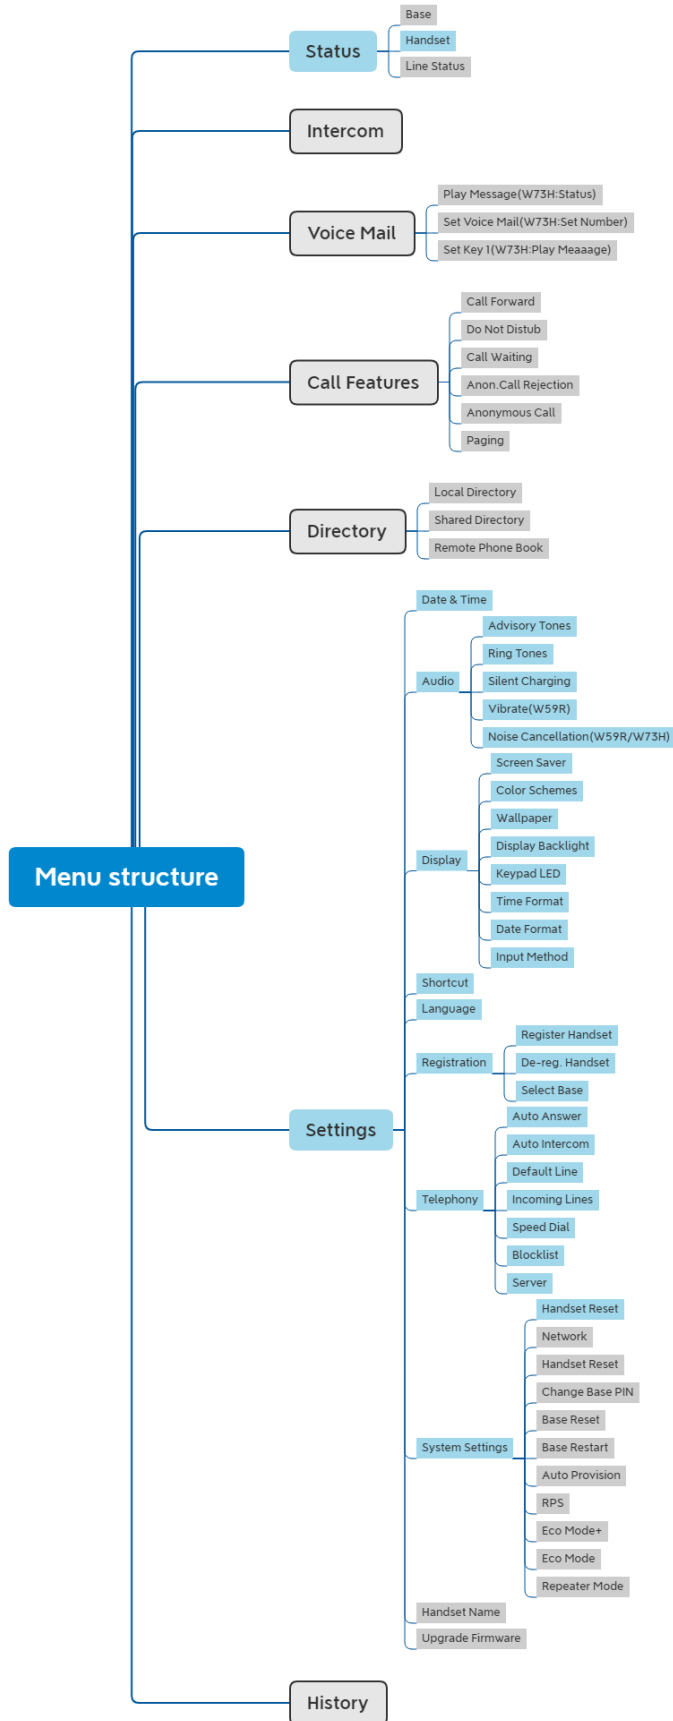 Base
Status
Handset
Line Status
Intercom
Play Message(W73H:Status)
Voice Mail
Set Voice Mail(W73H:Set Number)
Set Key 1(W73H:Play Meaaage)
Call Forward
Do Not Distub
Call Waiting
Call Features
Anon.Call Rejection
Anonymous Call
Paging
Local Directory
Directory
Shared Directory
Remote Phone Book
Date & Time
Advisory Tones
Ring Tones
Audio
Silent Charging
Vibrate(W59R)
Noise Cancellation(W59R/W73H)
Screen Saver
Color Schemes
Wallpaper
Display Backlight
Display
Menu structure
Keypad LED
Time Format
Date Format
Input Method
Shortcut
Language
Register Handset
Registration
De-reg. Handset
Select Base
Settings
Auto Answer
Auto Intercom
Default Line
Telephony
Incoming Lines
Speed Dial
Blocklist
Server
Handset Reset
Network
Handset Reset
Change Base PIN
Base Reset
System Settings
Base Restart
Auto Provision
RPS
Eco Mode+
Eco Mode
Repeater Mode
Handset Name
Upgrade Firmware
History